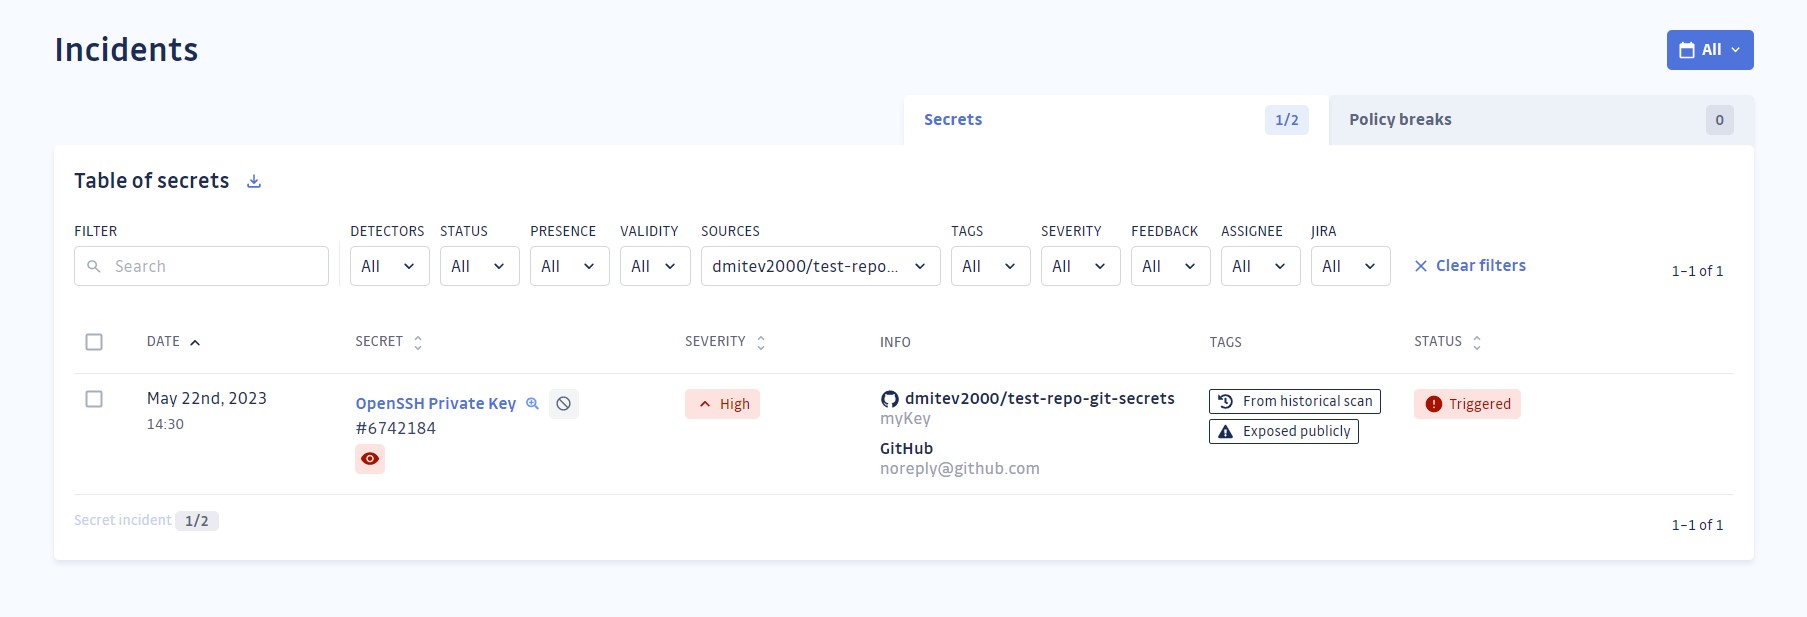 Incidents
All
Secrets 1/2
Policy breaks 0
Table of secrets
FILTER DETECTORS STATUS PRESENCE VALIDITY SOURCES TAGS SEVERITY FEEDBACK ASSIGNEE JIRA
Search All All All All dmitev2000/test-repo... All All All All All Clear filters 1–1 of 1
DATE SECRET SEVERITY INFO TAGS STATUS
May 22nd, 2023 OpenSSH Private Key High dmitev2000/test-repo-git-secrets From historical scan Triggered
14:30 #6742184 myKey Exposed publicly
GitHub
noreply@github.com
Secret incident 1/2 1–1 of 1